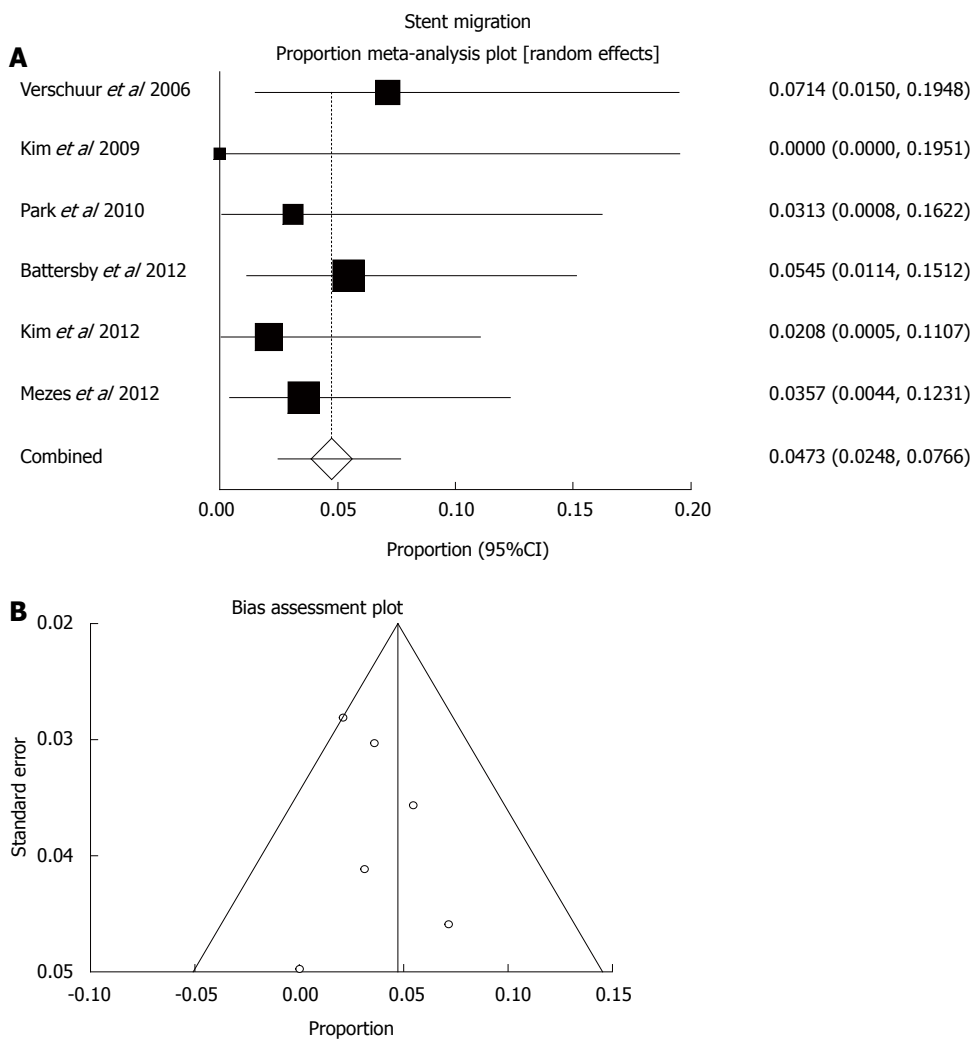 Stent migration
A
Proportion meta-analysis plot [random effects]
Verschuur et al 2006 0.0714 (0.0150, 0.1948)
Kim et al 2009 0.0000 (0.0000, 0.1951)
Park et al 2010 0.0313 (0.0008, 0.1622)
Battersby et al 2012 0.0545 (0.0114, 0.1512)
Kim et al 2012 0.0208 (0.0005, 0.1107)
Mezes et al 2012 0.0357 (0.0044, 0.1231)
Combined 0.0473 (0.0248, 0.0766)
0.00 0.05 0.10 0.15 0.20
Proportion (95%CI)
B
Bias assessment plot
0.02
0.03
0.04
0.05
Standard error
-0.10 -0.05 0.00 0.05 0.10 0.15
Proportion